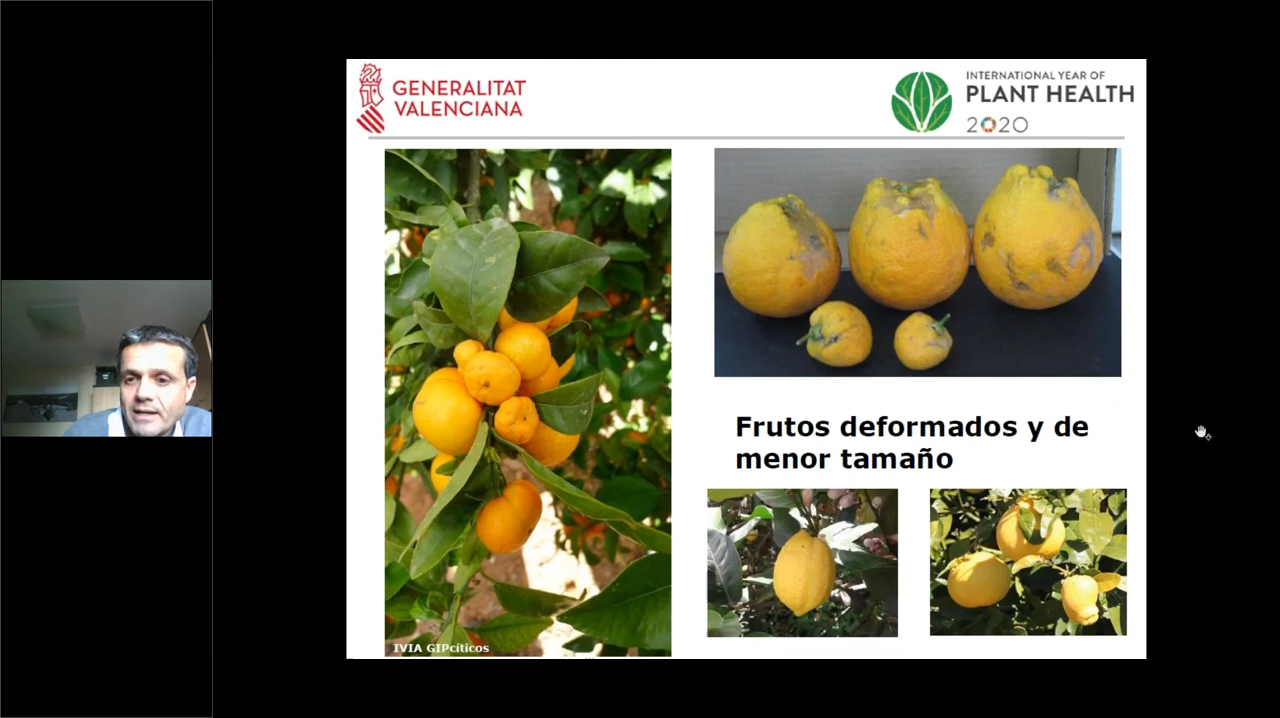 GENERALITAT
VALENCIANA
INTERNATIONAL YEAR OF
PLANT HEALTH
2020
Frutos deformados y de
menor tamaño
IVIA GIPcíticos